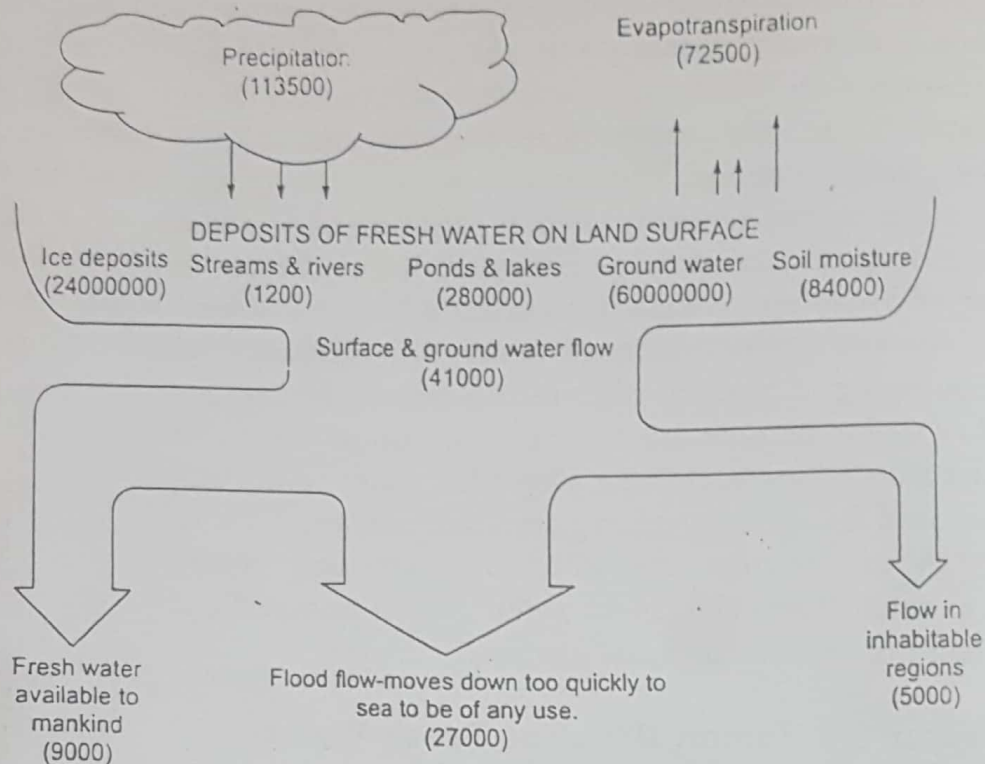 Precipitation
(113500)
Evapotranspiration
(72500)
DEPOSITS OF FRESH WATER ON LAND SURFACE
Ice deposits
(24000000)
Streams & rivers
(1200)
Ponds & lakes
(280000)
Ground water
(60000000)
Soil moisture
(84000)
Surface & ground water flow
(41000)
Fresh water
available to
mankind
(9000)
Flood flow-moves down too quickly to
sea to be of any use.
(27000)
Flow in
inhabitable
regions
(5000)